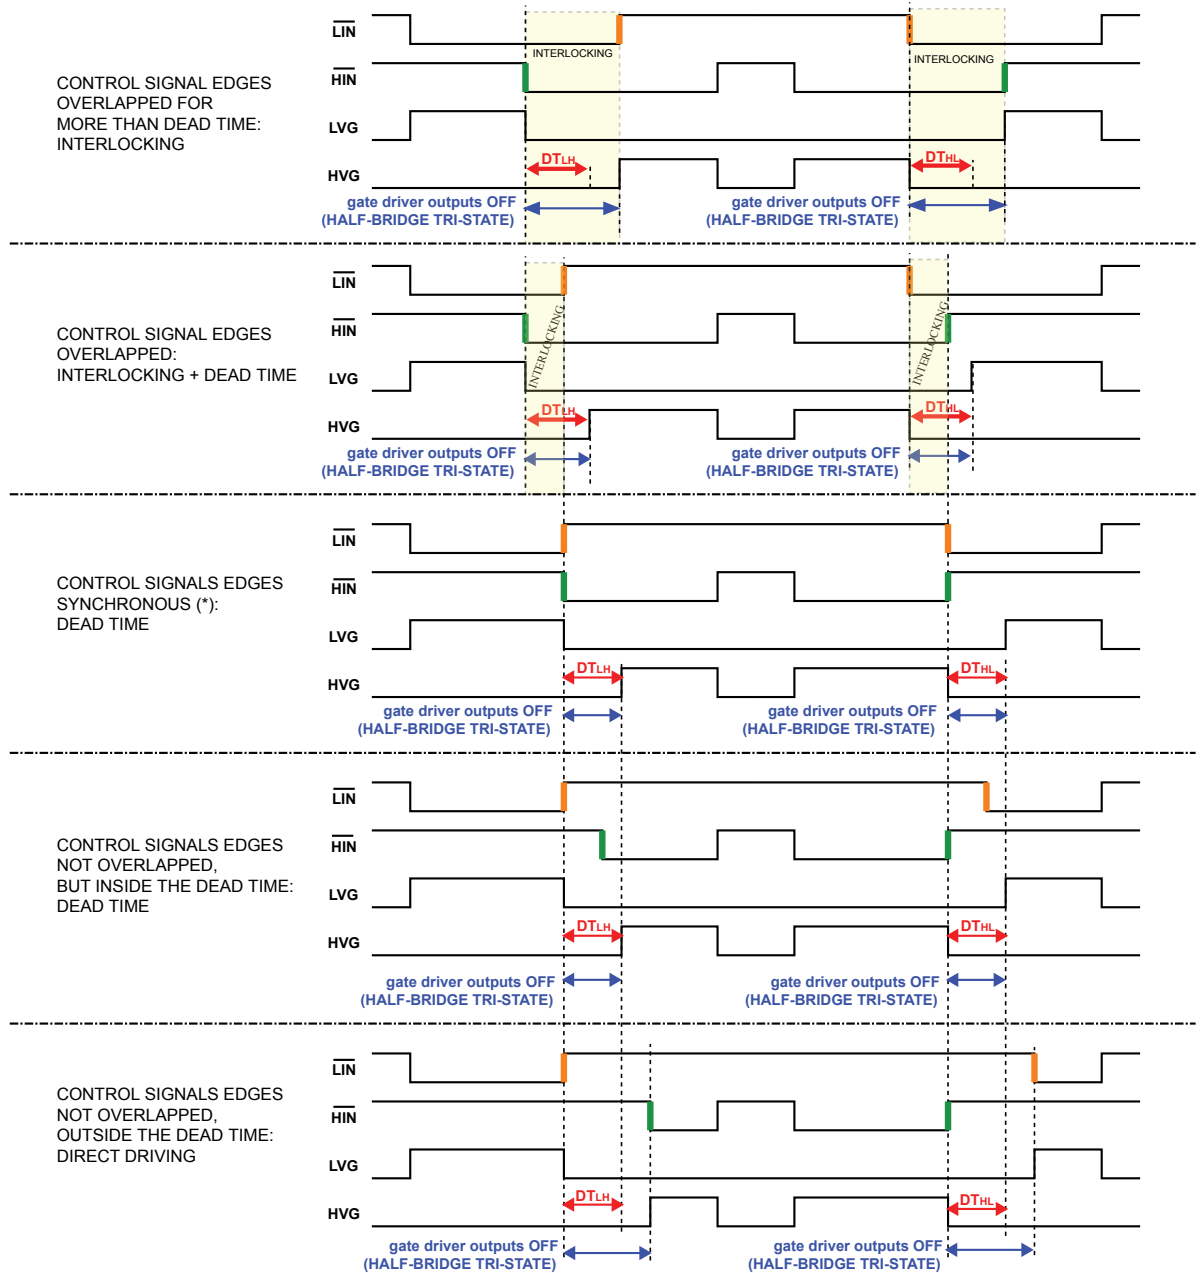 LIN
INTERLOCKING
INTERLOCKING
HIN
CONTROL SIGNAL EDGES
OVERLAPPED FOR
MORE THAN DEAD TIME:
INTERLOCKING
LVG
HVG
DTLH
DTHL
gate driver outputs OFF
(HALF-BRIDGE TRI-STATE)
gate driver outputs OFF
(HALF-BRIDGE TRI-STATE)
LIN
HIN
INTERLOCKING
INTERLOCKING
CONTROL SIGNAL EDGES
OVERLAPPED:
INTERLOCKING + DEAD TIME
LVG
HVG
DTLH
DTHL
gate driver outputs OFF
(HALF-BRIDGE TRI-STATE)
gate driver outputs OFF
(HALF-BRIDGE TRI-STATE)
LIN
HIN
CONTROL SIGNALS EDGES
SYNCHRONOUS (*):
DEAD TIME
LVG
HVG
DTLH
DTHL
gate driver outputs OFF
(HALF-BRIDGE TRI-STATE)
gate driver outputs OFF
(HALF-BRIDGE TRI-STATE)
LIN
HIN
CONTROL SIGNALS EDGES
NOT OVERLAPPED,
BUT INSIDE THE DEAD TIME:
DEAD TIME
LVG
HVG
DTLH
DTHL
gate driver outputs OFF
(HALF-BRIDGE TRI-STATE)
gate driver outputs OFF
(HALF-BRIDGE TRI-STATE)
LIN
HIN
CONTROL SIGNALS EDGES
NOT OVERLAPPED,
OUTSIDE THE DEAD TIME:
DIRECT DRIVING
LVG
HVG
DTLH
DTHL
gate driver outputs OFF
(HALF-BRIDGE TRI-STATE)
gate driver outputs OFF
(HALF-BRIDGE TRI-STATE)